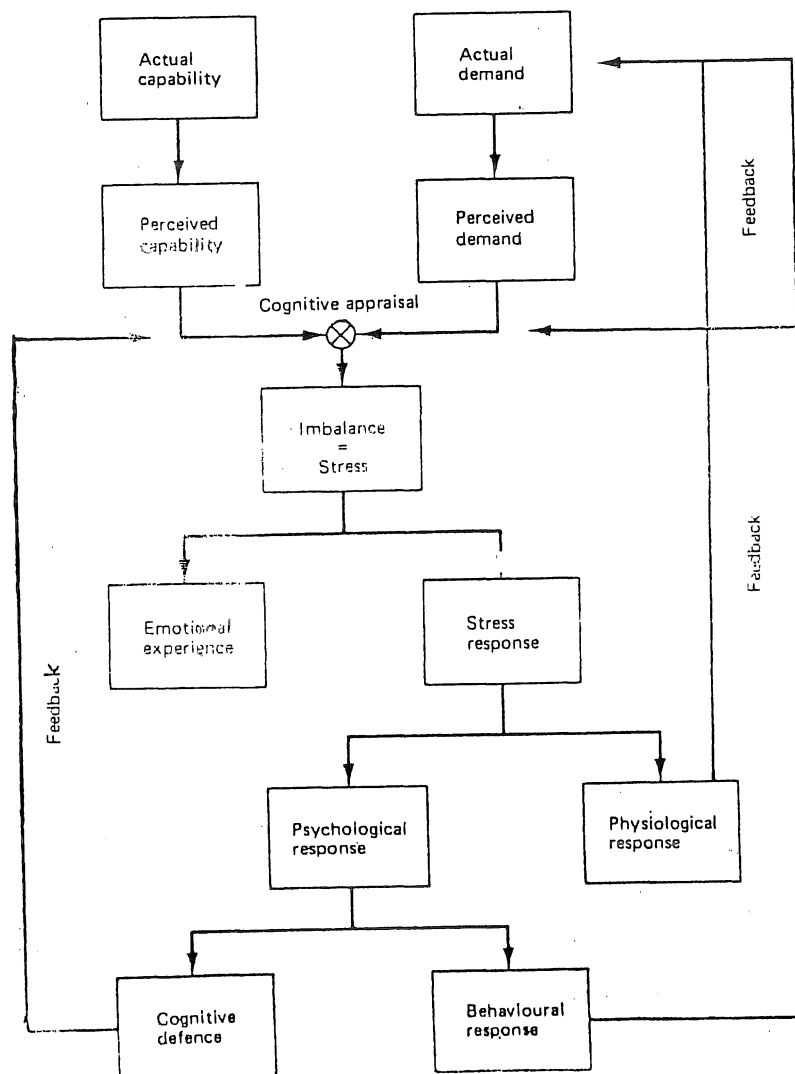 Actual
capability
Actual
demand
Perceived
capability
Perceived
demand
Feedback
Cognitive appraisal
Imbalance
=
Stress
Feedback
Emotional
experience
Stress
response
Feedback
Psychological
response
Physiological
response
Cognitive
defence
Behavioural
response